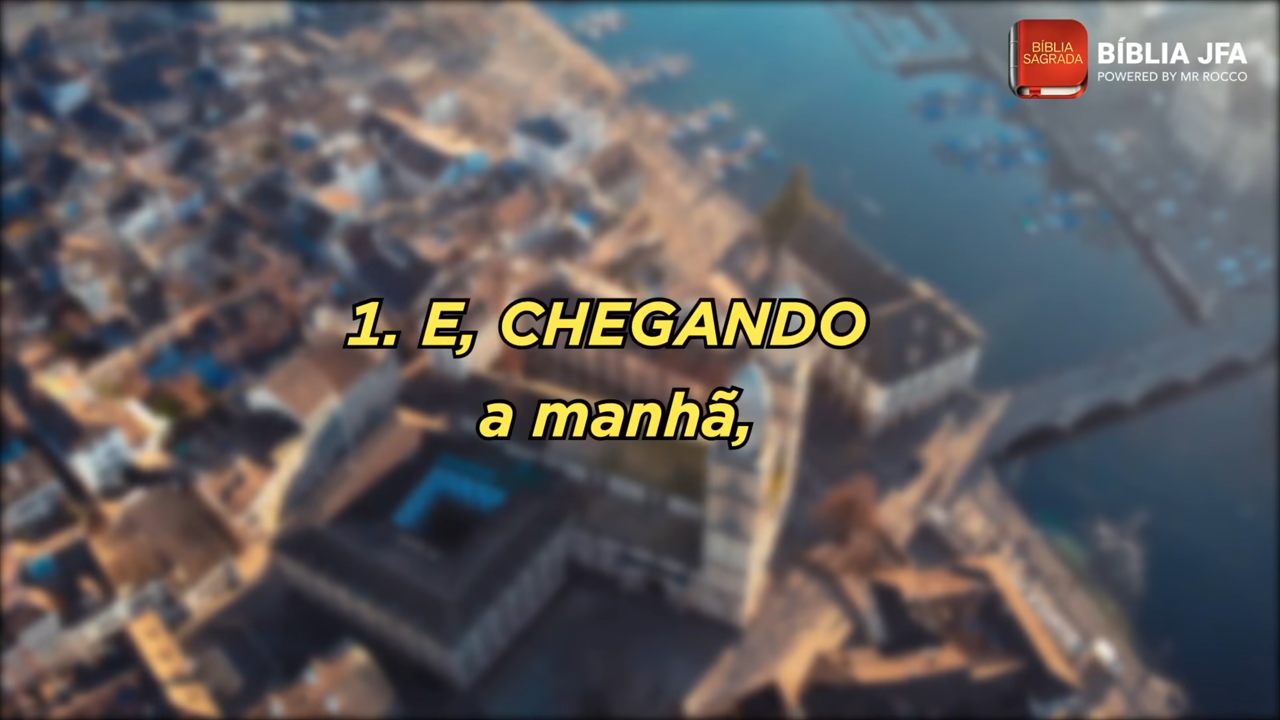 BÍBLIA
SAGRADA
BÍBLIA JFA
POWERED BY MR ROCCO
1. E, CHEGANDO
a manhã,